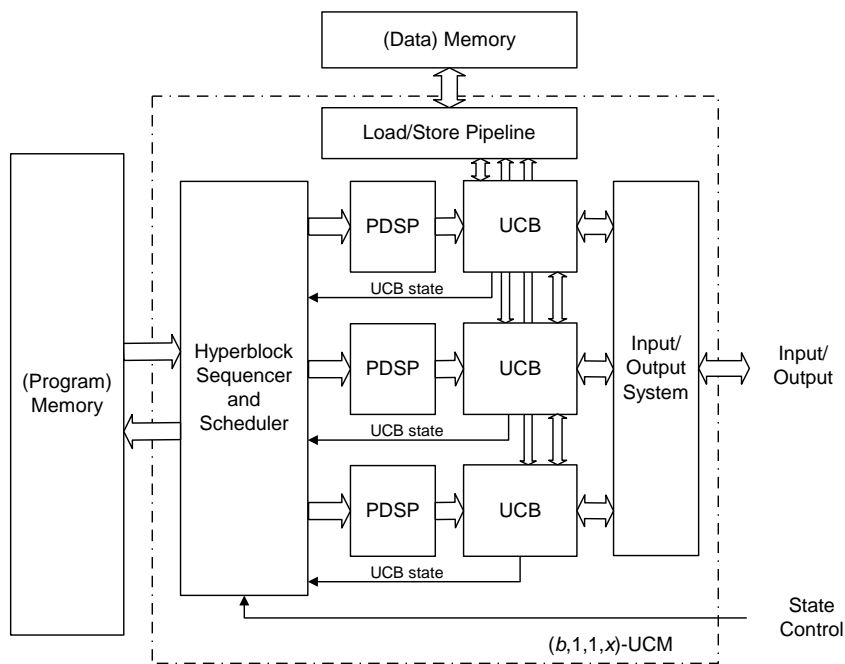 (Data) Memory
Load/Store Pipeline
PDSP
UCB
UCB state
(Program)
Memory
Hyperblock
Sequencer
and
Scheduler
PDSP
UCB
Input/
Output
System
Input/
Output
UCB state
PDSP
UCB
UCB state
State
Control
(b,1,1,x)-UCM